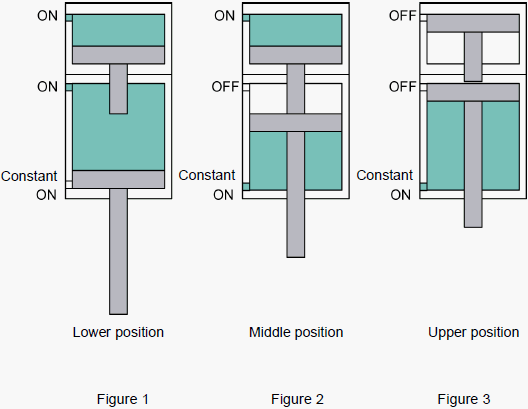 ON
ON
Constant
ON
Lower position
Figure 1
ON
OFF
Constant
ON
Middle position
Figure 2
OFF
OFF
Constant
ON
Upper position
Figure 3